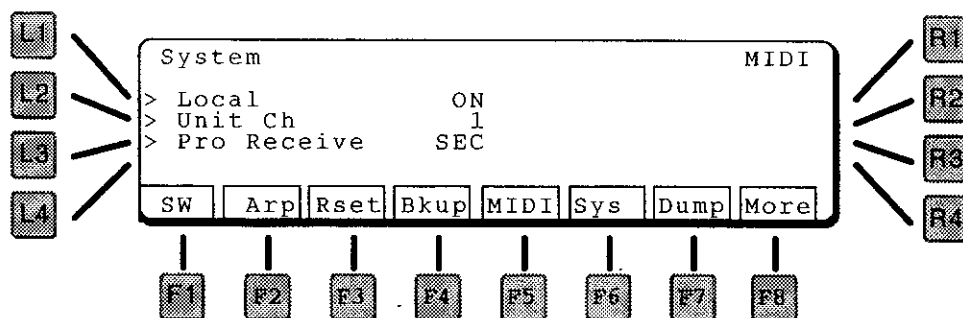 L1 R1
System MIDI
L2 R2
> Local ON
> Unit Ch 1
> Pro Receive SEC
L3 R3
L4 R4
SW Arp Rset Bkup MIDI Sys Dump More
F1 F2 F3 F4 F5 F6 F7 F8